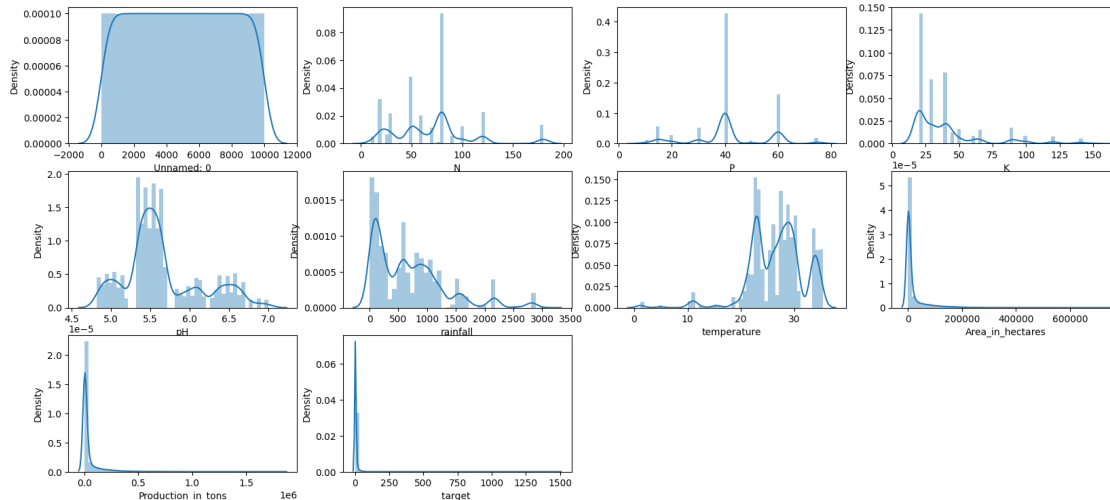 0.00010
0.00008
0.00006
0.00004
0.00002
0.00000
Density
−2000 0 2000 4000 6000 8000 10000 12000
Unnamed: 0
0.08
0.06
0.04
0.02
0.00
Density
0 50 100 150 200
N
0.4
0.3
0.2
0.1
0.0
Density
0 20 40 60 80
P
0.150
0.125
0.100
0.075
0.050
0.025
0.000
Density
25 50 75 100 125 150
K
2.0
1.5
1.0
0.5
0.0
Density
4.5 5.0 5.5 6.0 6.5 7.0
pH
0.0015
0.0010
0.0005
0.0000
Density
0 500 1000 1500 2000 2500 3000 3500
rainfall
0.150
0.125
0.100
0.075
0.050
0.025
0.000
Density
0 10 20 30
temperature
1e−5
5
4
3
2
1
0
Density
0 200000 400000 600000
Area_in_hectares
1e−5
2.0
1.5
1.0
0.5
0.0
Density
0.0 0.5 1.0 1.5
Production_in_tons
1e6
0.06
0.04
0.02
0.00
Density
0 250 500 750 1000 1250 1500
target